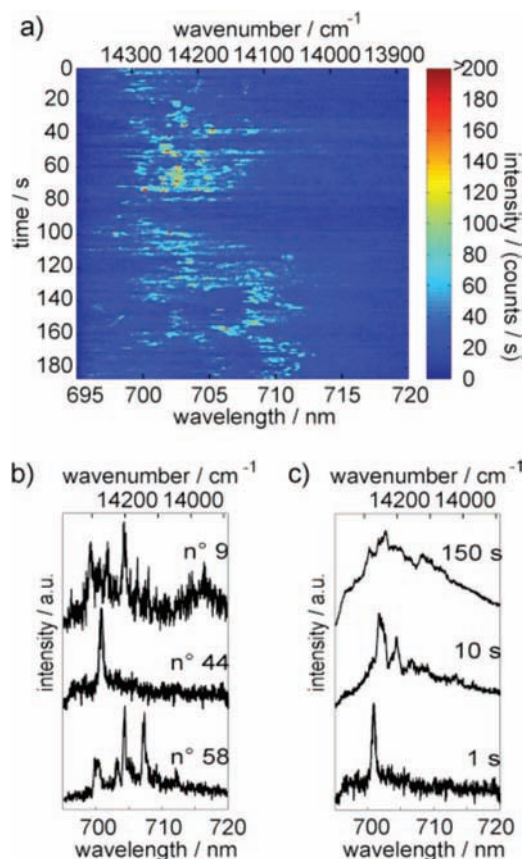 a)
wavenumber / cm⁻¹
14300 14200 14100 14000 13900
0
20
40
60
80
100
120
140
160
180
time / s
695 700 705 710 715 720
wavelength / nm
>200
180
160
140
120
100
80
60
40
20
0
intensity / (counts / s)
b)
wavenumber / cm⁻¹
14200 14000
n° 9
n° 44
n° 58
intensity / a.u.
700 710 720
wavelength / nm
c)
wavenumber / cm⁻¹
14200 14000
150 s
10 s
1 s
intensity / a.u.
700 710 720
wavelength / nm